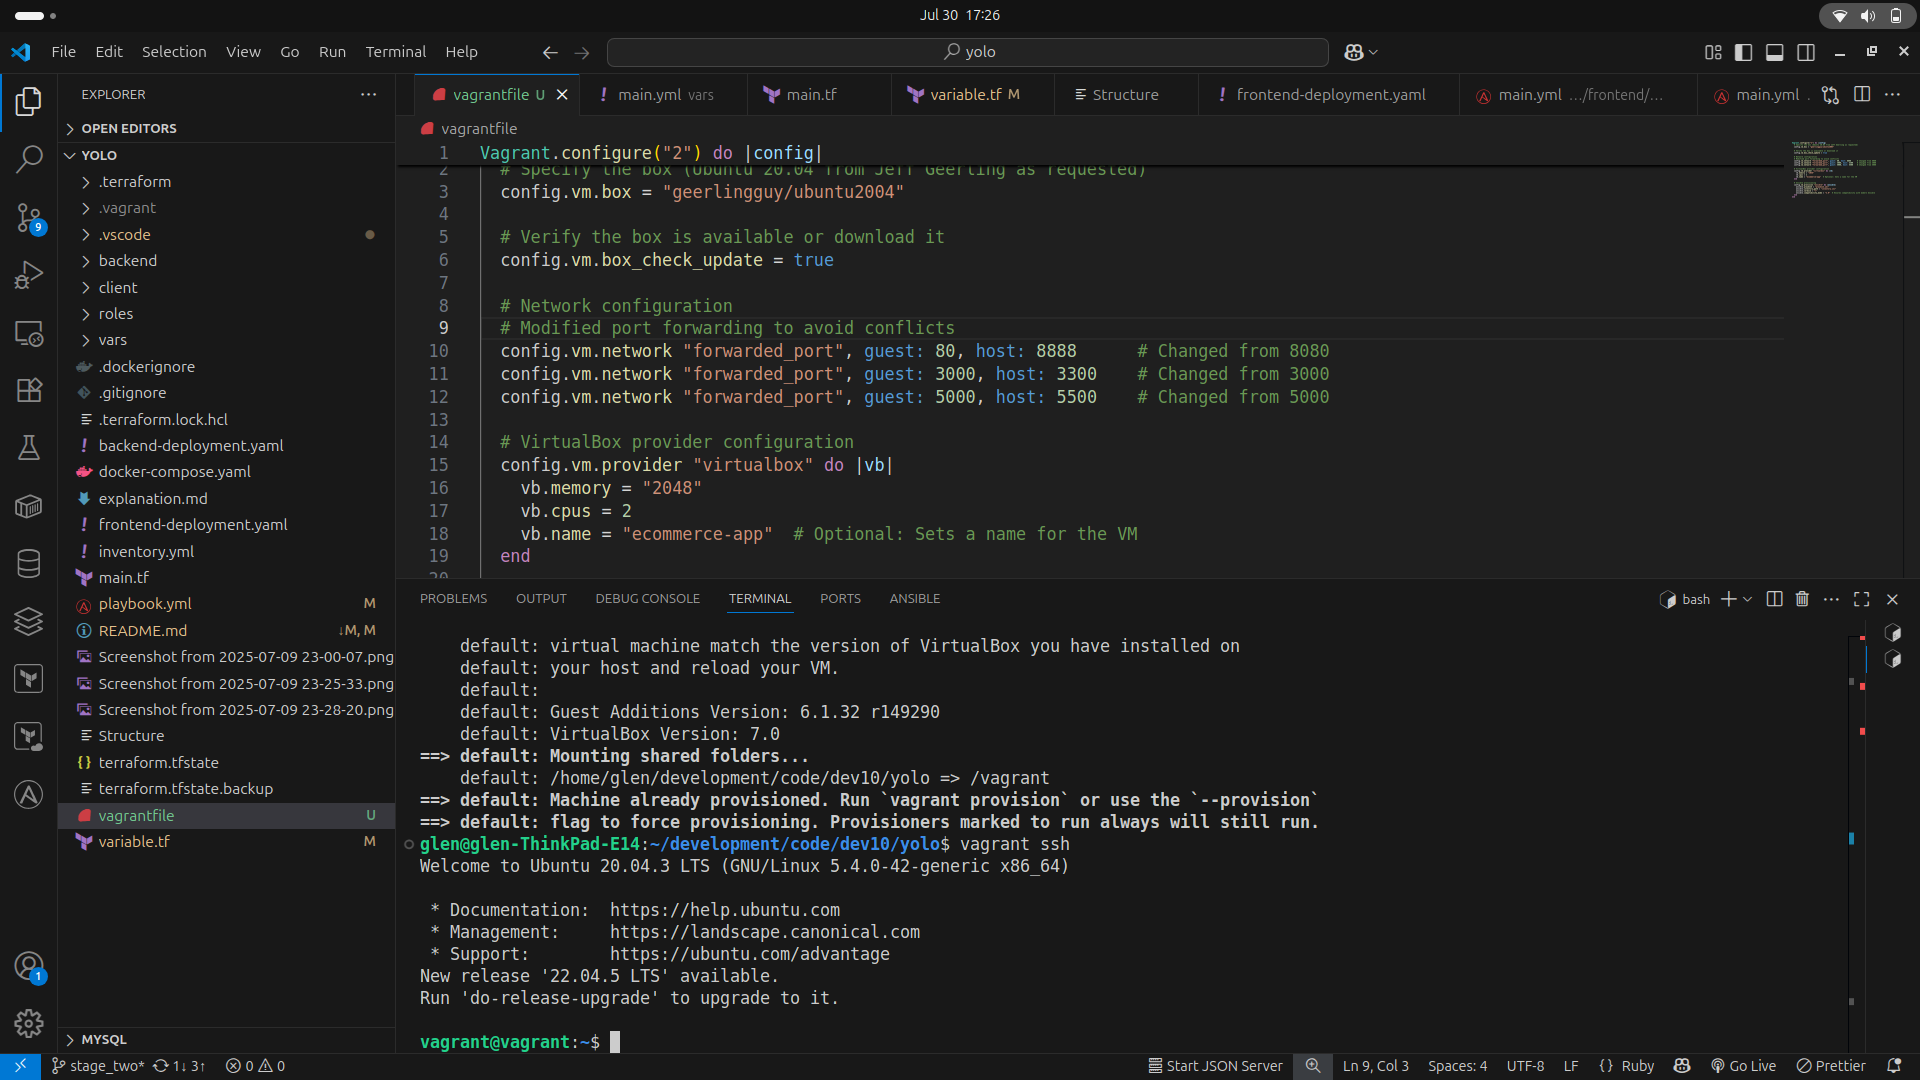 Jul 30 17:26
File Edit Selection View Go Run Terminal Help
yolo
EXPLORER
OPEN EDITORS
YOLO
.terraform
.vagrant
.vscode
backend
client
roles
vars
.dockerignore
.gitignore
.terraform.lock.hcl
backend-deployment.yaml
docker-compose.yaml
explanation.md
frontend-deployment.yaml
inventory.yml
main.tf
playbook.yml M
README.md ↓M, M
Screenshot from 2025-07-09 23-00-07.png
Screenshot from 2025-07-09 23-25-33.png
Screenshot from 2025-07-09 23-28-20.png
Structure
terraform.tfstate
terraform.tfstate.backup
vagrantfile U
variable.tf M
MYSQL
9
1
vagrantfile U main.yml vars main.tf variable.tf M Structure frontend-deployment.yaml main.yml .../frontend/... main.yml .
vagrantfile
1 Vagrant.configure("2") do |config|
2 # Specify the box (Ubuntu 20.04 from Jeff Geerling as requested)
3 config.vm.box = "geerlingguy/ubuntu2004"
4
5 # Verify the box is available or download it
6 config.vm.box_check_update = true
7
8 # Network configuration
9 # Modified port forwarding to avoid conflicts
10 config.vm.network "forwarded_port", guest: 80, host: 8888 # Changed from 8080
11 config.vm.network "forwarded_port", guest: 3000, host: 3300 # Changed from 3000
12 config.vm.network "forwarded_port", guest: 5000, host: 5500 # Changed from 5000
13
14 # VirtualBox provider configuration
15 config.vm.provider "virtualbox" do |vb|
16 vb.memory = "2048"
17 vb.cpus = 2
18 vb.name = "ecommerce-app" # Optional: Sets a name for the VM
19 end
20
PROBLEMS OUTPUT DEBUG CONSOLE TERMINAL PORTS ANSIBLE
bash
default: virtual machine match the version of VirtualBox you have installed on
default: your host and reload your VM.
default:
default: Guest Additions Version: 6.1.32 r149290
default: VirtualBox Version: 7.0
==> default: Mounting shared folders...
default: /home/glen/development/code/dev10/yolo => /vagrant
==> default: Machine already provisioned. Run `vagrant provision` or use the `--provision`
==> default: flag to force provisioning. Provisioners marked to run always will still run.
glen@glen-ThinkPad-E14:~/development/code/dev10/yolo$ vagrant ssh
Welcome to Ubuntu 20.04.3 LTS (GNU/Linux 5.4.0-42-generic x86_64)
* Documentation: https://help.ubuntu.com
* Management: https://landscape.canonical.com
* Support: https://ubuntu.com/advantage
New release '22.04.5 LTS' available.
Run 'do-release-upgrade' to upgrade to it.
vagrant@vagrant:~$
stage_two* 1↓ 3↑ 0 0 Start JSON Server Ln 9, Col 3 Spaces: 4 UTF-8 LF {} Ruby Go Live Prettier